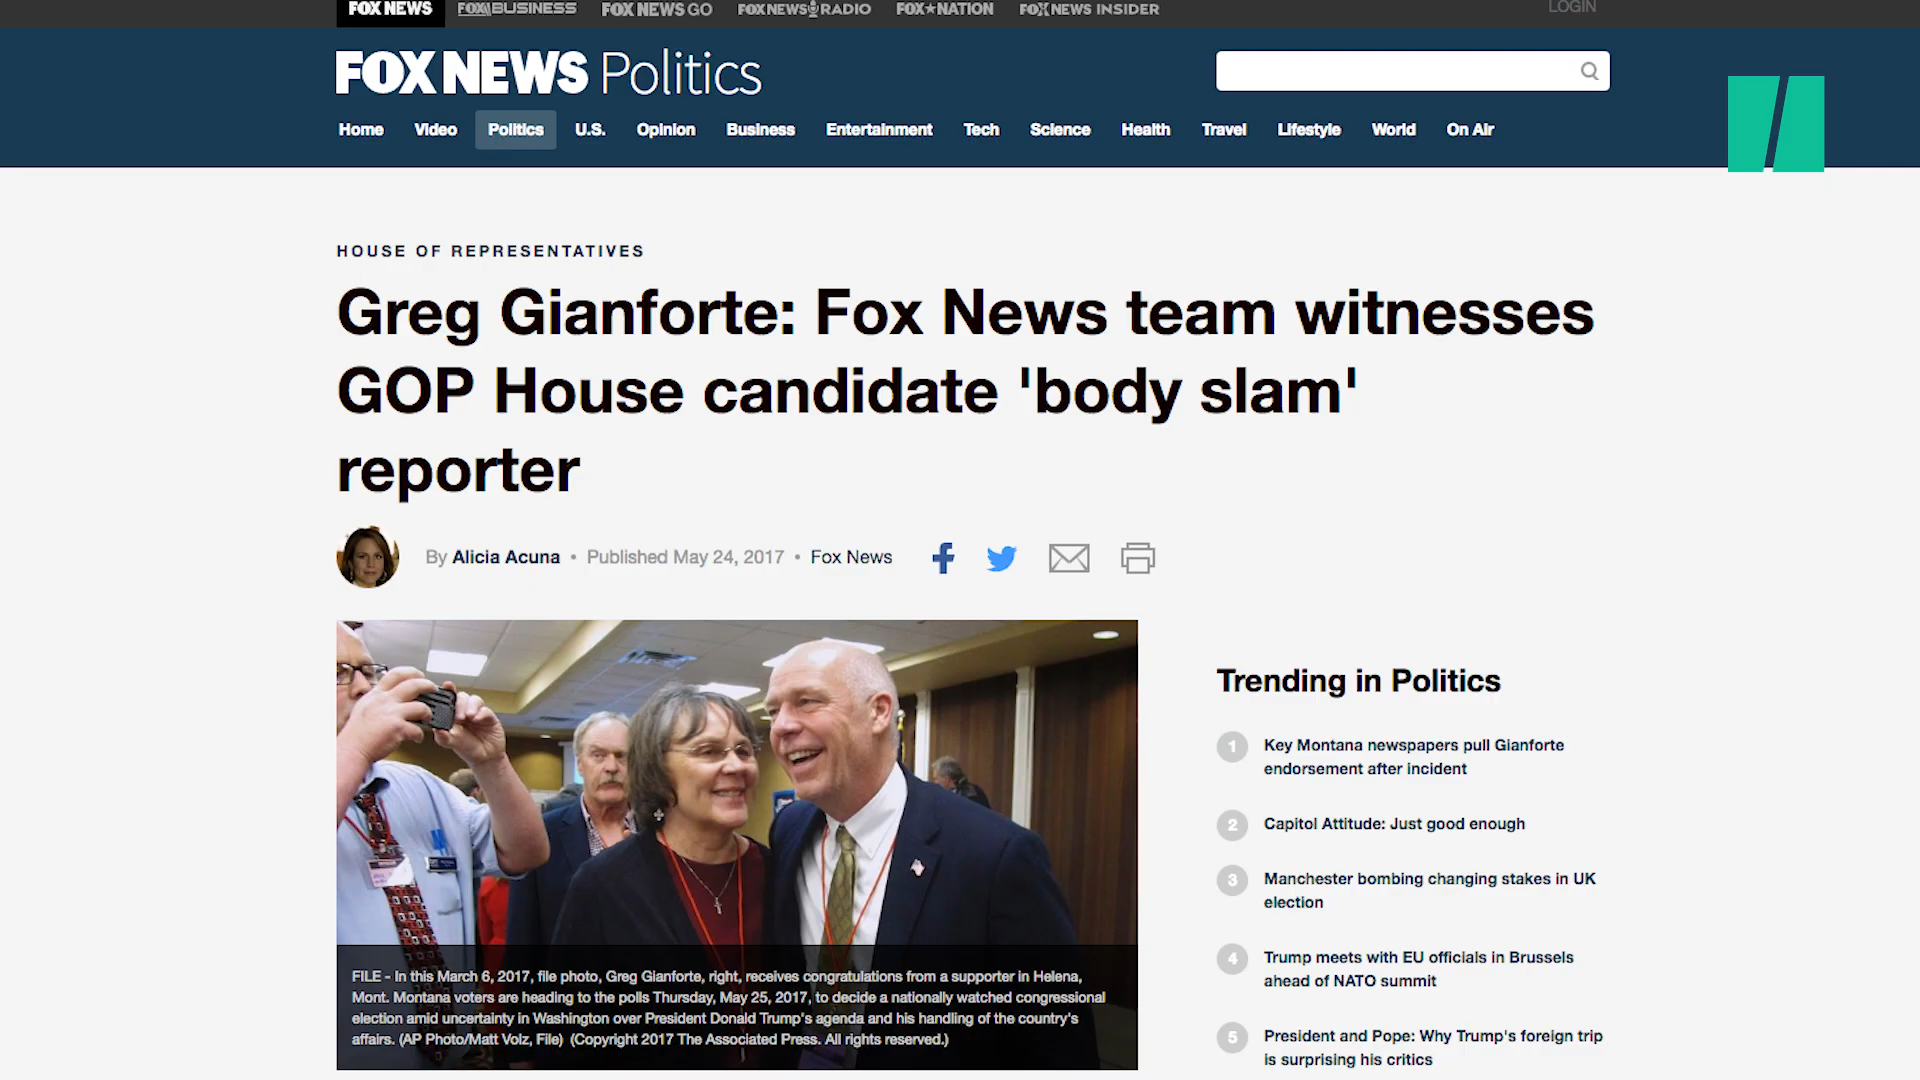 FOX NEWS FOX BUSINESS FOX NEWS GO FOX NEWS RADIO FOX NATION FOX NEWS INSIDER LOGIN
FOX NEWS Politics
Home Video Politics U.S. Opinion Business Entertainment Tech Science Health Travel Lifestyle World On Air
HOUSE OF REPRESENTATIVES
Greg Gianforte: Fox News team witnesses
GOP House candidate 'body slam'
reporter
By Alicia Acuna • Published May 24, 2017 • Fox News
FILE - In this March 6, 2017, file photo, Greg Gianforte, right, receives congratulations from a supporter in Helena,
Mont. Montana voters are heading to the polls Thursday, May 25, 2017, to decide a nationally watched congressional
election amid uncertainty in Washington over President Donald Trump's agenda and his handling of the country's
affairs. (AP Photo/Matt Volz, File) (Copyright 2017 The Associated Press. All rights reserved.)
Trending in Politics
1 Key Montana newspapers pull Gianforte
endorsement after incident
2 Capitol Attitude: Just good enough
3 Manchester bombing changing stakes in UK
election
4 Trump meets with EU officials in Brussels
ahead of NATO summit
5 President and Pope: Why Trump's foreign trip
is surprising his critics